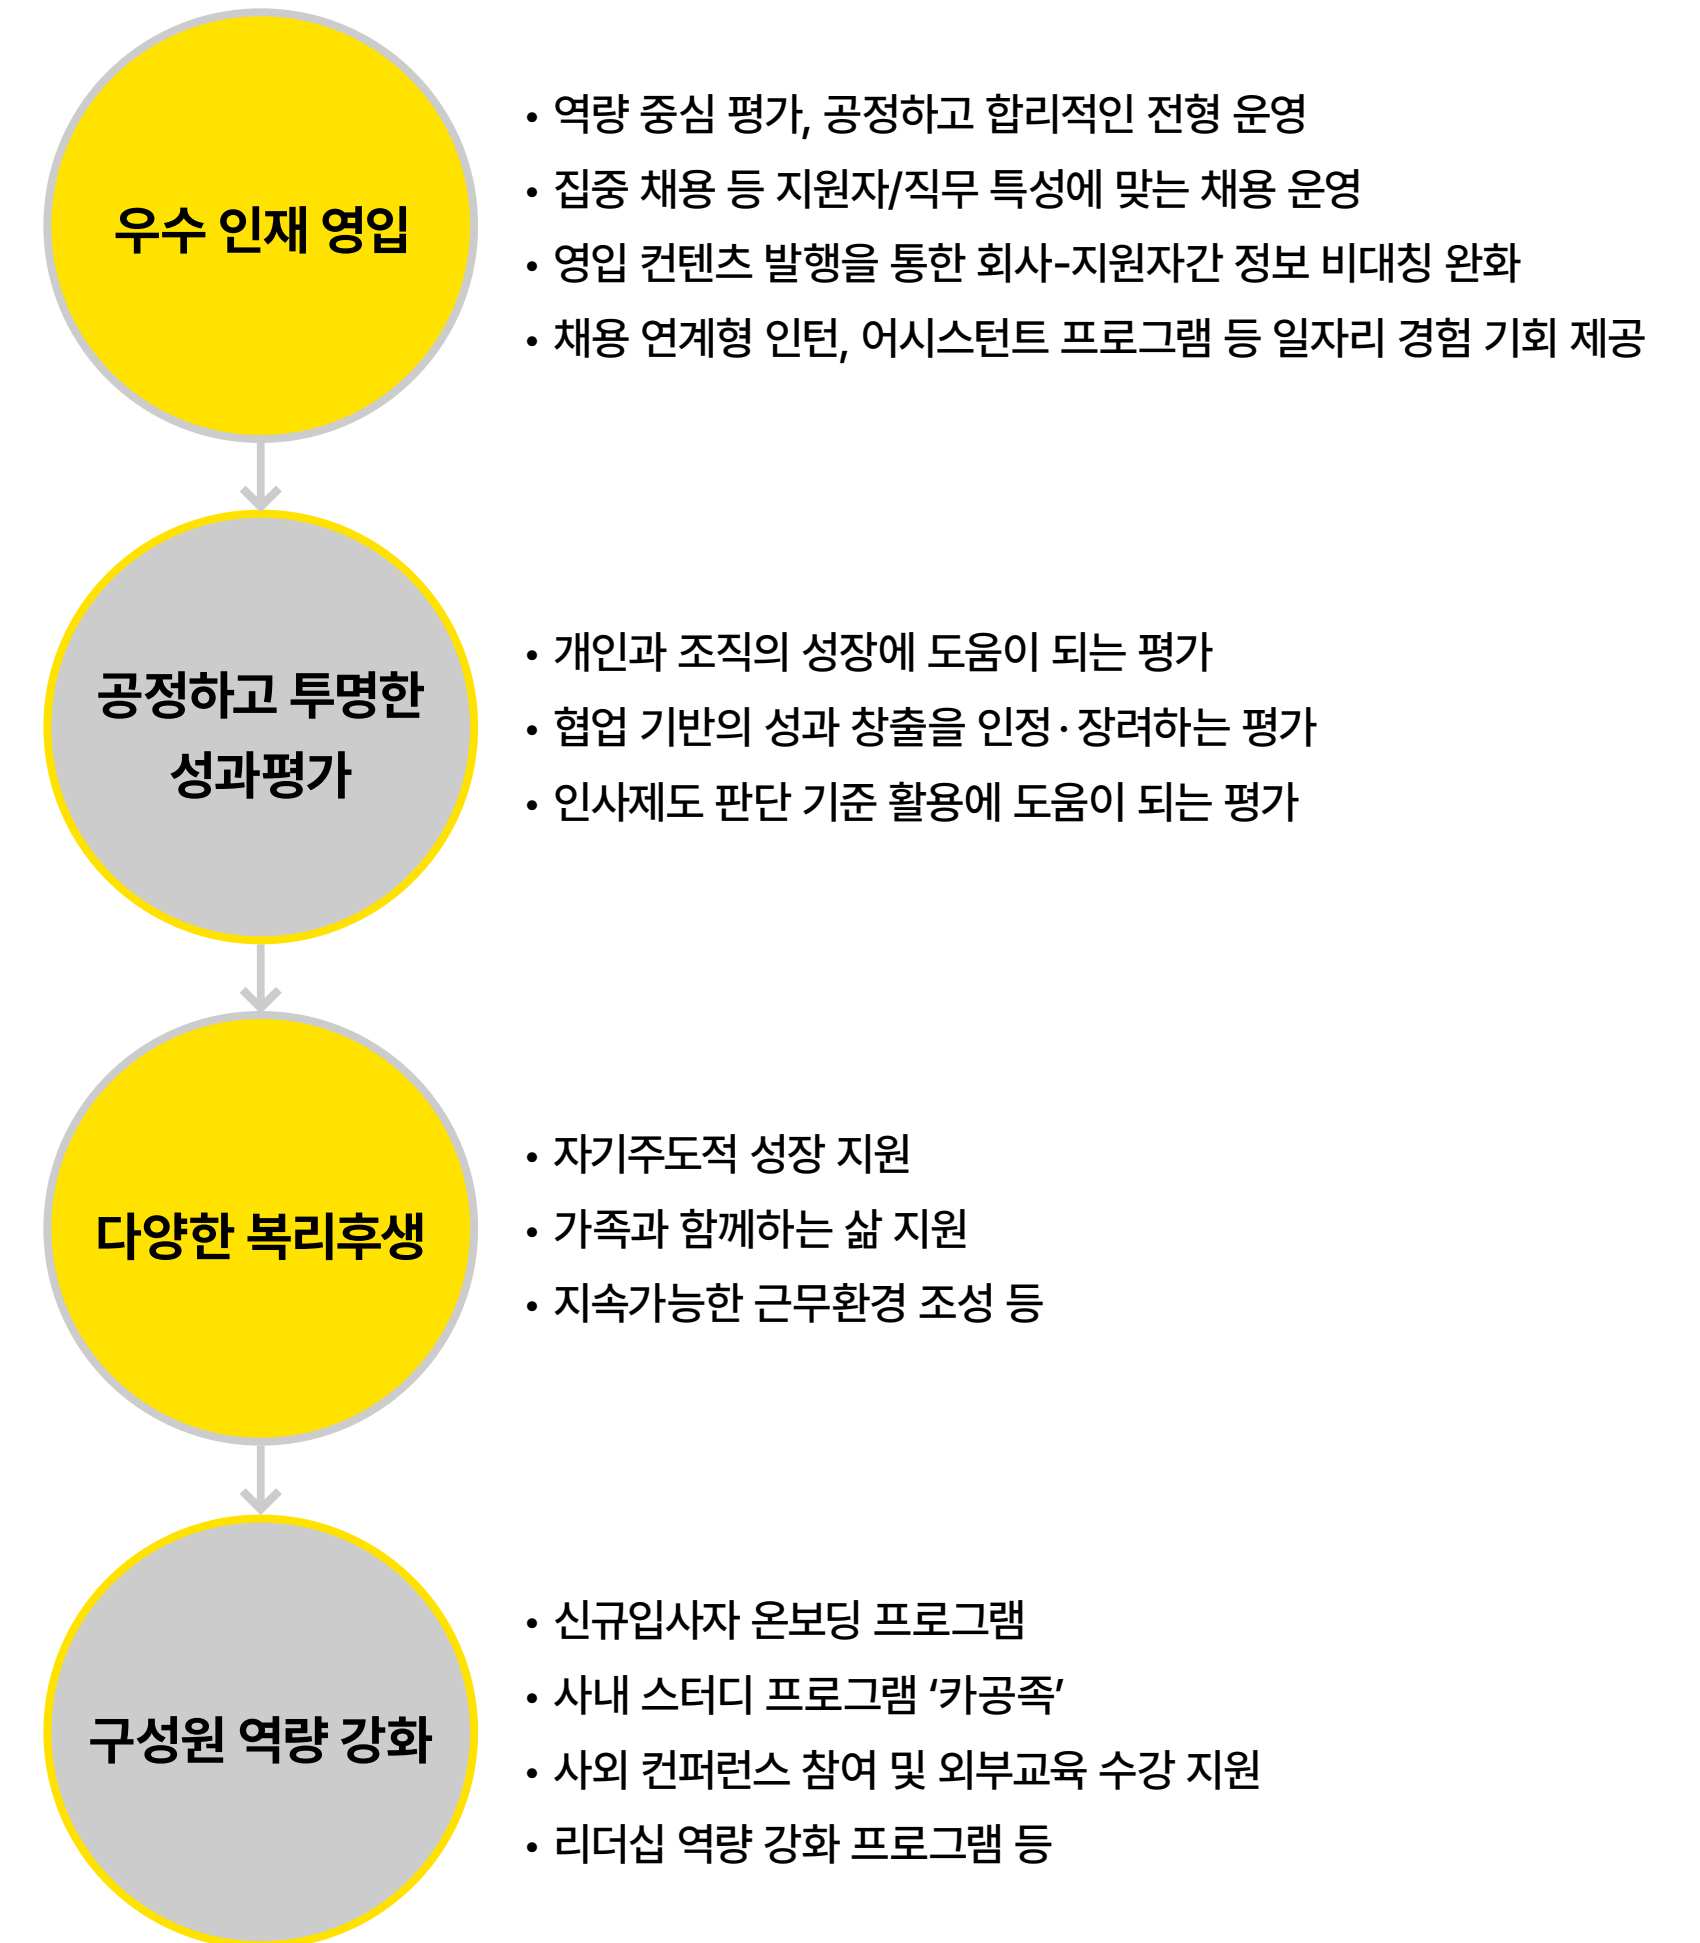 우수 인재 영입
• 역량 중심 평가, 공정하고 합리적인 전형 운영
• 집중 채용 등 지원자/직무 특성에 맞는 채용 운영
• 영입 컨텐츠 발행을 통한 회사-지원자간 정보 비대칭 완화
• 채용 연계형 인턴, 어시스턴트 프로그램 등 일자리 경험 기회 제공
공정하고 투명한
성과평가
• 개인과 조직의 성장에 도움이 되는 평가
• 협업 기반의 성과 창출을 인정·장려하는 평가
• 인사제도 판단 기준 활용에 도움이 되는 평가
다양한 복리후생
• 자기주도적 성장 지원
• 가족과 함께하는 삶 지원
• 지속가능한 근무환경 조성 등
구성원 역량 강화
• 신규입사자 온보딩 프로그램
• 사내 스터디 프로그램 ‘카공족’
• 사외 컨퍼런스 참여 및 외부교육 수강 지원
• 리더십 역량 강화 프로그램 등